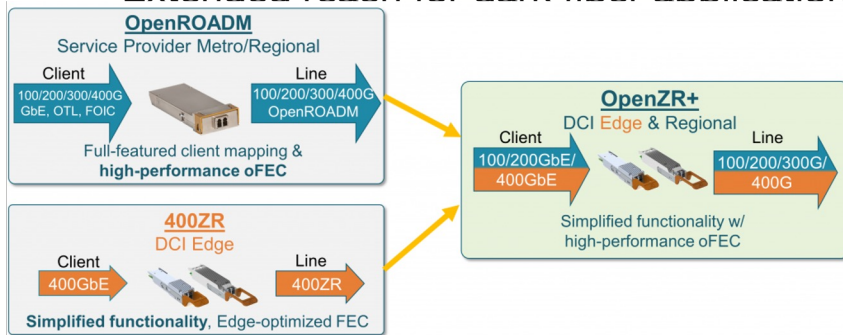 OpenROADM
Service Provider Metro/Regional
Client
Line
100/200/300/400G
GbE, OTL, FOIC
100/200/300/400G
OpenROADM
Full-featured client mapping &
high-performance oFEC
400ZR
DCI Edge
Client
Line
400GbE
400ZR
Simplified functionality, Edge-optimized FEC
OpenZR+
DCI Edge & Regional
Client
Line
100/200GbE/
400GbE
100/200/300G/
400G
Simplified functionality w/
high-performance oFEC